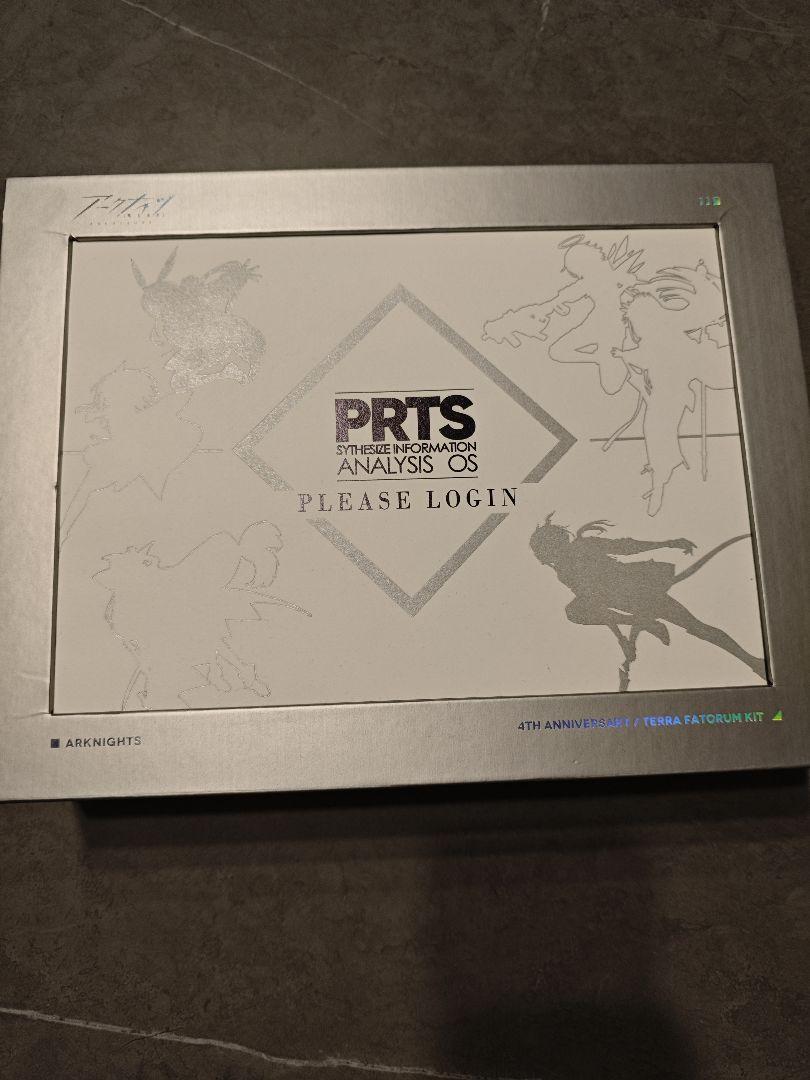 アークナイツ
PRTS
SYTHESIZE INFORMATION
ANALYSIS OS
PLEASE LOGIN
4TH ANNIVERSARY / TERRA FATORUM KIT
ARKNIGHTS